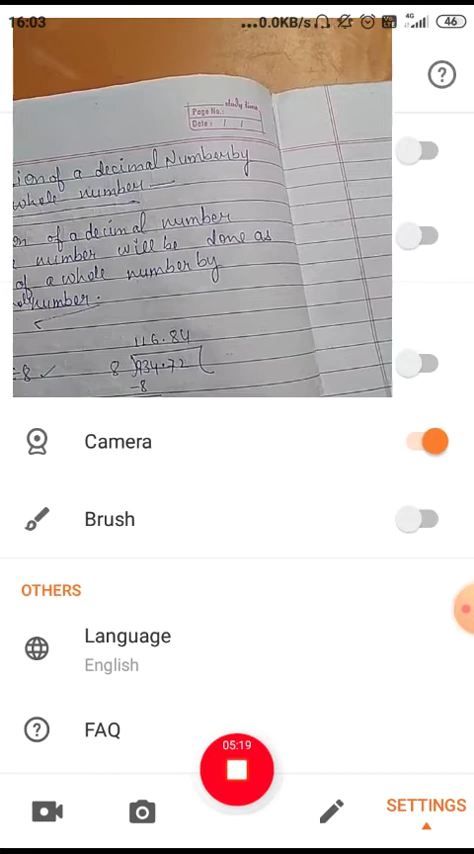 16:03
...0.0KB/s
4G
46
study time
Page No.:
Date: / /
ion of a decimal Number by
whole number
of a decimal number
number will be done as
of a whole number by
number.
116.84
8 934.72
-8
Camera
Brush
OTHERS
Language
English
FAQ
05:19
SETTINGS